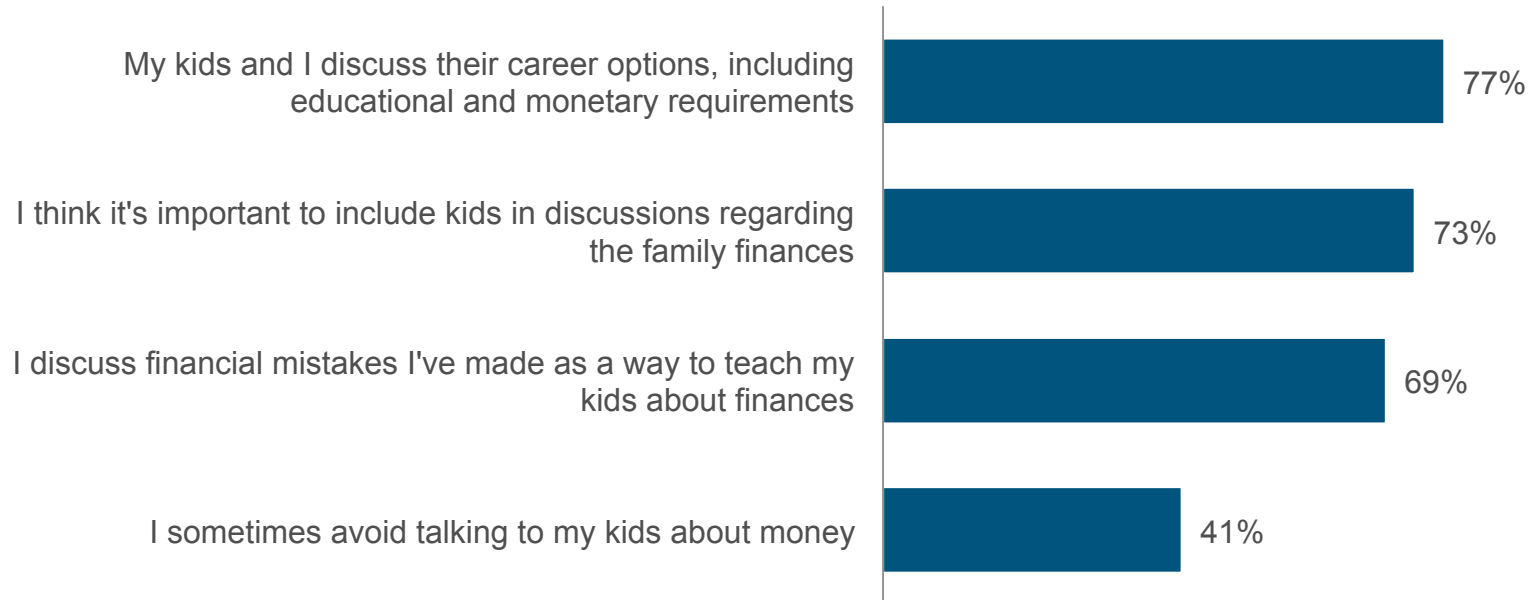 My kids and I discuss their career options, including
educational and monetary requirements
77%
I think it's important to include kids in discussions regarding
the family finances
73%
I discuss financial mistakes I've made as a way to teach my
kids about finances
69%
I sometimes avoid talking to my kids about money
41%